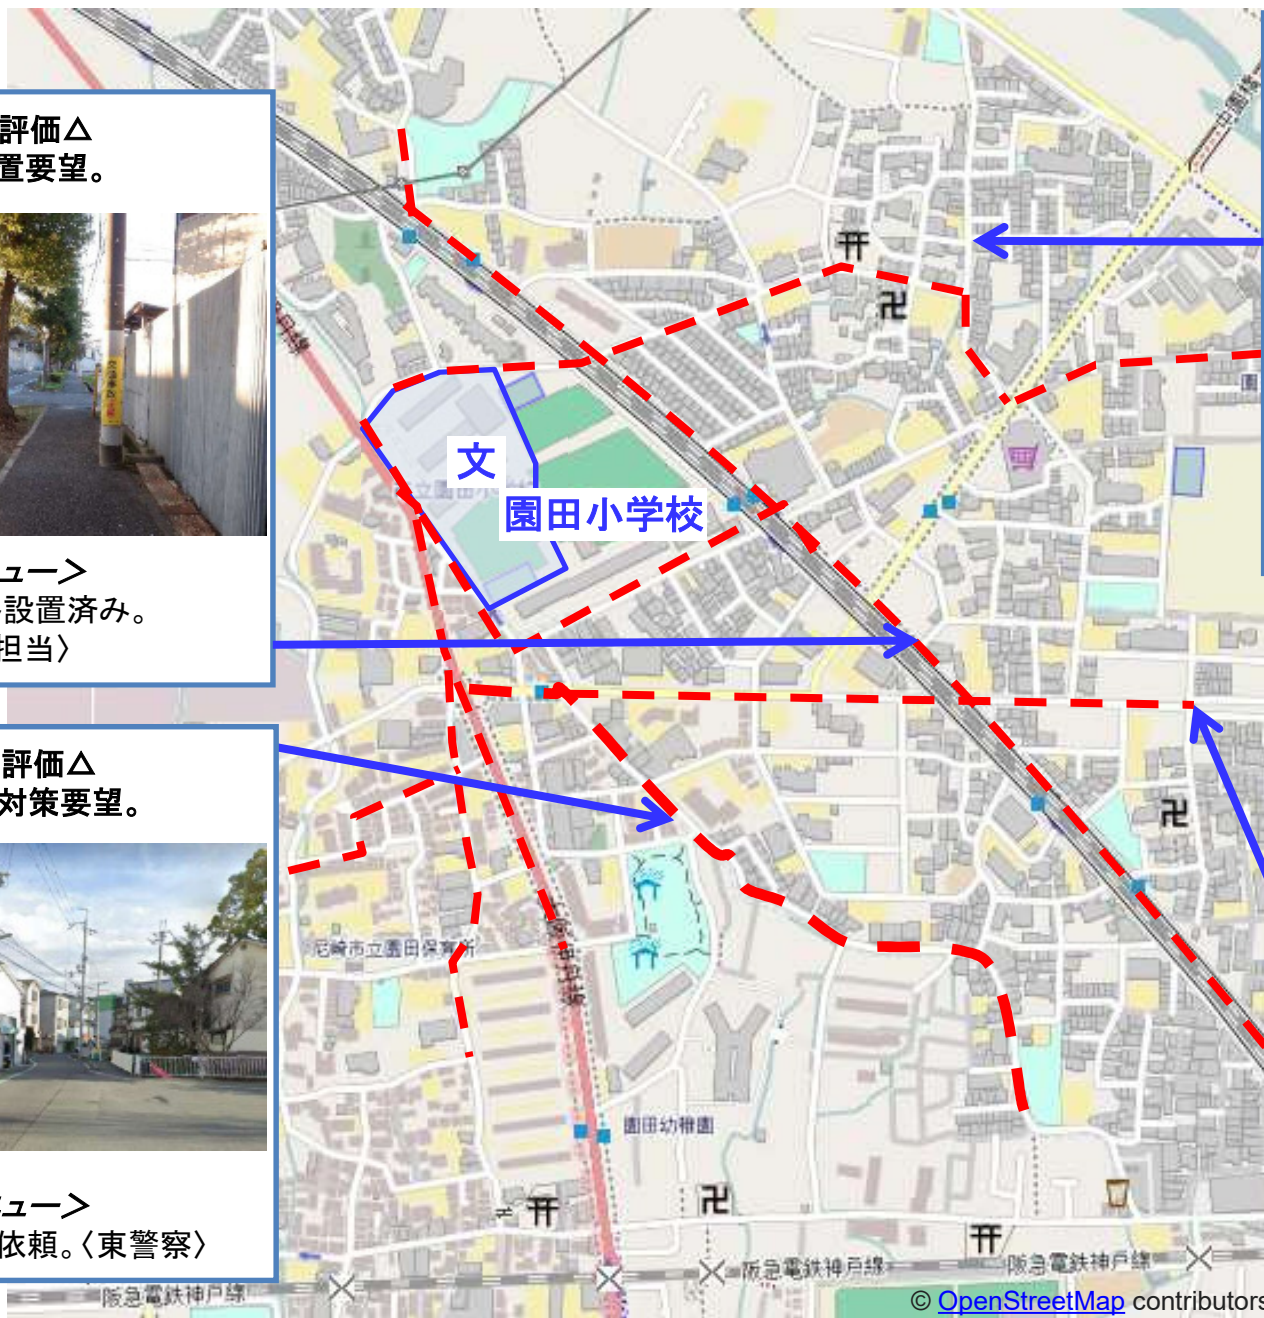 評価△
置要望。
ュー＞
設置済み。
担当〉
評価△
対策要望。
ュー＞
依頼。〈東警察〉
文
園田小学校
尼崎市立園田保育所
園田幼稚園
阪急電鉄神戸線
阪急電鉄神戸線
阪急電鉄神戸線
© OpenStreetMap contributors